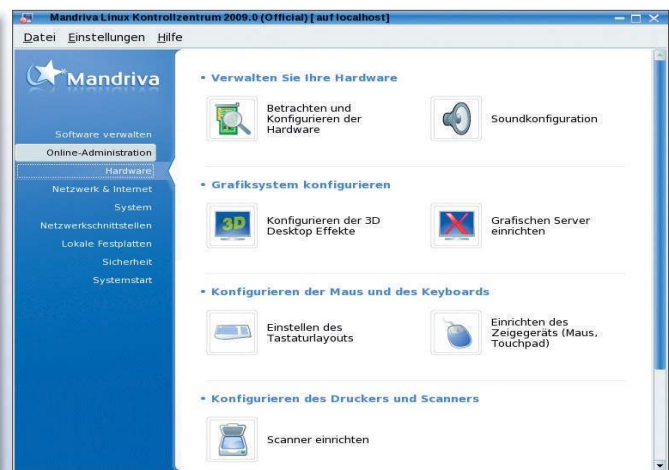 Mandriva Linux Kontrollzentrum 2009.0 (Official) [ auf localhost]
Datei Einstellungen Hilfe
Mandriva
Software verwalten
Online-Administration
Hardware
Netzwerk & Internet
System
Netzwerkschnittstellen
Lokale Festplatten
Sicherheit
Systemstart
• Verwalten Sie Ihre Hardware
Betrachten und
Konfigurieren der
Hardware
Soundkonfiguration
• Grafiksystem konfigurieren
3D
Konfigurieren der 3D
Desktop Effekte
X
Grafischen Server
einrichten
• Konfigurieren der Maus und des Keyboards
Einstellen des
Tastaturlayouts
Einrichten des
Zeigegeräts (Maus,
Touchpad)
• Konfigurieren des Druckers und Scanners
Scanner einrichten